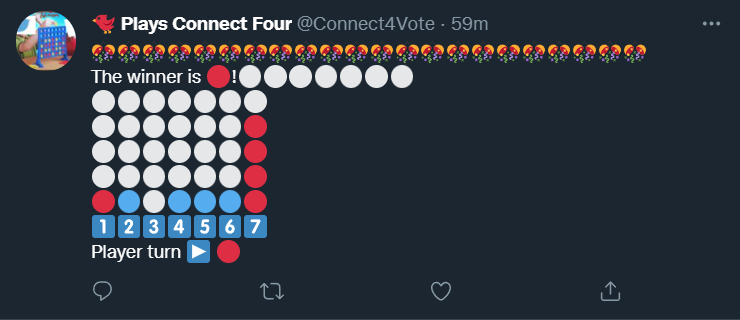 Plays Connect Four @Connect4Vote · 59m
The winner is 🔴!⚪⚪⚪⚪⚪⚪⚪
⚪⚪⚪⚪⚪⚪⚪
⚪⚪⚪⚪⚪⚪🔴
⚪⚪⚪⚪⚪⚪🔴
⚪⚪⚪⚪⚪⚪🔴
🔴🔵⚪🔵🔵🔵🔴
1 2 3 4 5 6 7
Player turn ▶️ 🔴